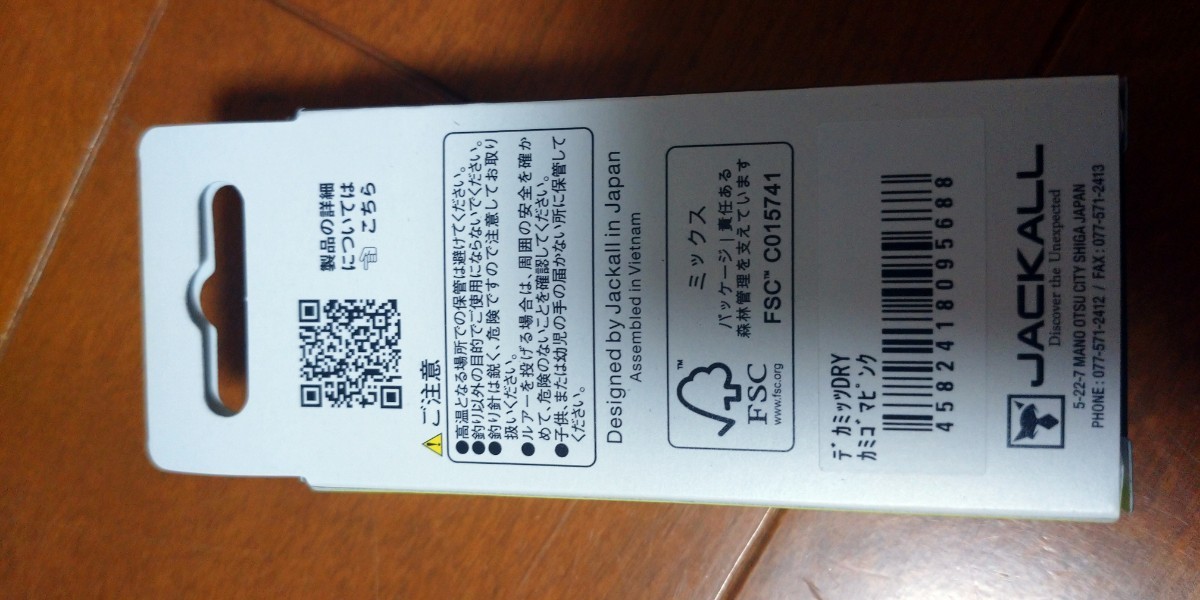 製品の詳細
については
こちら
ご注意
●高温となる場所での保管は避けてください。
●釣り以外の目的でご使用にならないでください。
●釣り針は鋭く、危険ですので注意してお取り
扱いください。
●ルアーを投げる場合は、周囲の安全を確か
めて、危険のないことを確認してください。
●子供、または幼児の手の届かない所に保管して
ください。
Designed by Jackall in Japan
Assembled in Vietnam
™
FSC
www.fsc.org
ミックス
パッケージ｜責任ある
森林管理を支えています
FSC™ C015741
ﾃﾞｶﾐｯﾂDRY
ｶﾐｺﾞﾏﾋﾟﾝｸ
4582418095688
JACKALL
Discover the Unexpected
5-22-7 MANO OTSU CITY SHIGA JAPAN
PHONE : 077-571-2412 / FAX : 077-571-2413